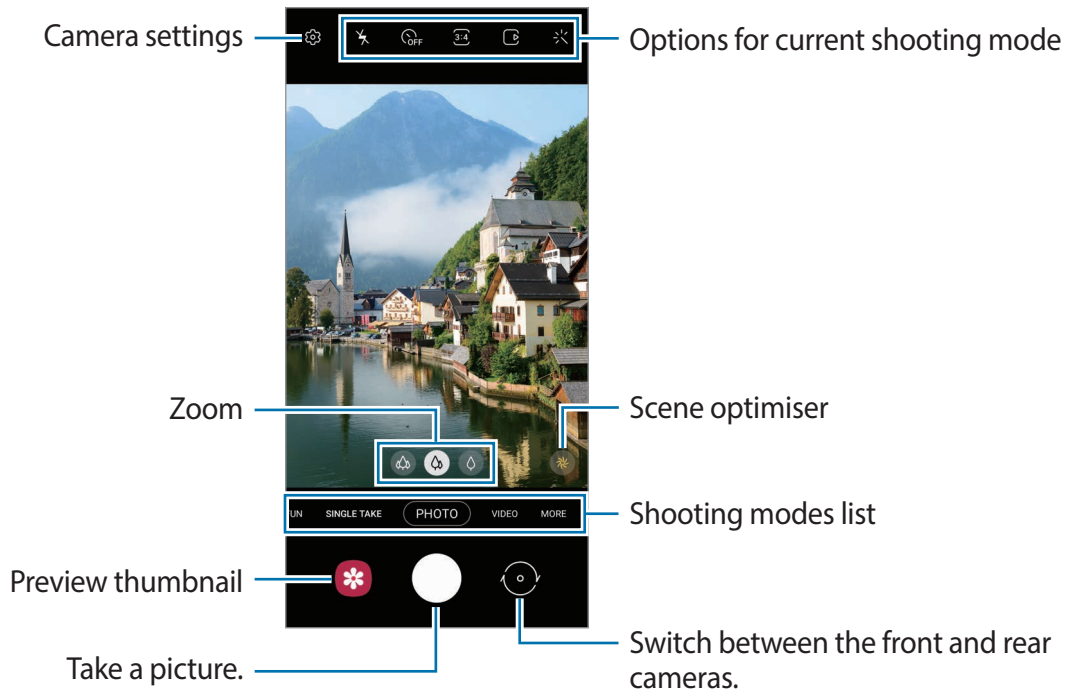 Camera settings
OFF
3:4
Options for current shooting mode
Zoom
Scene optimiser
UN SINGLE TAKE PHOTO VIDEO MORE
Shooting modes list
Preview thumbnail
Take a picture.
Switch between the front and rear
cameras.